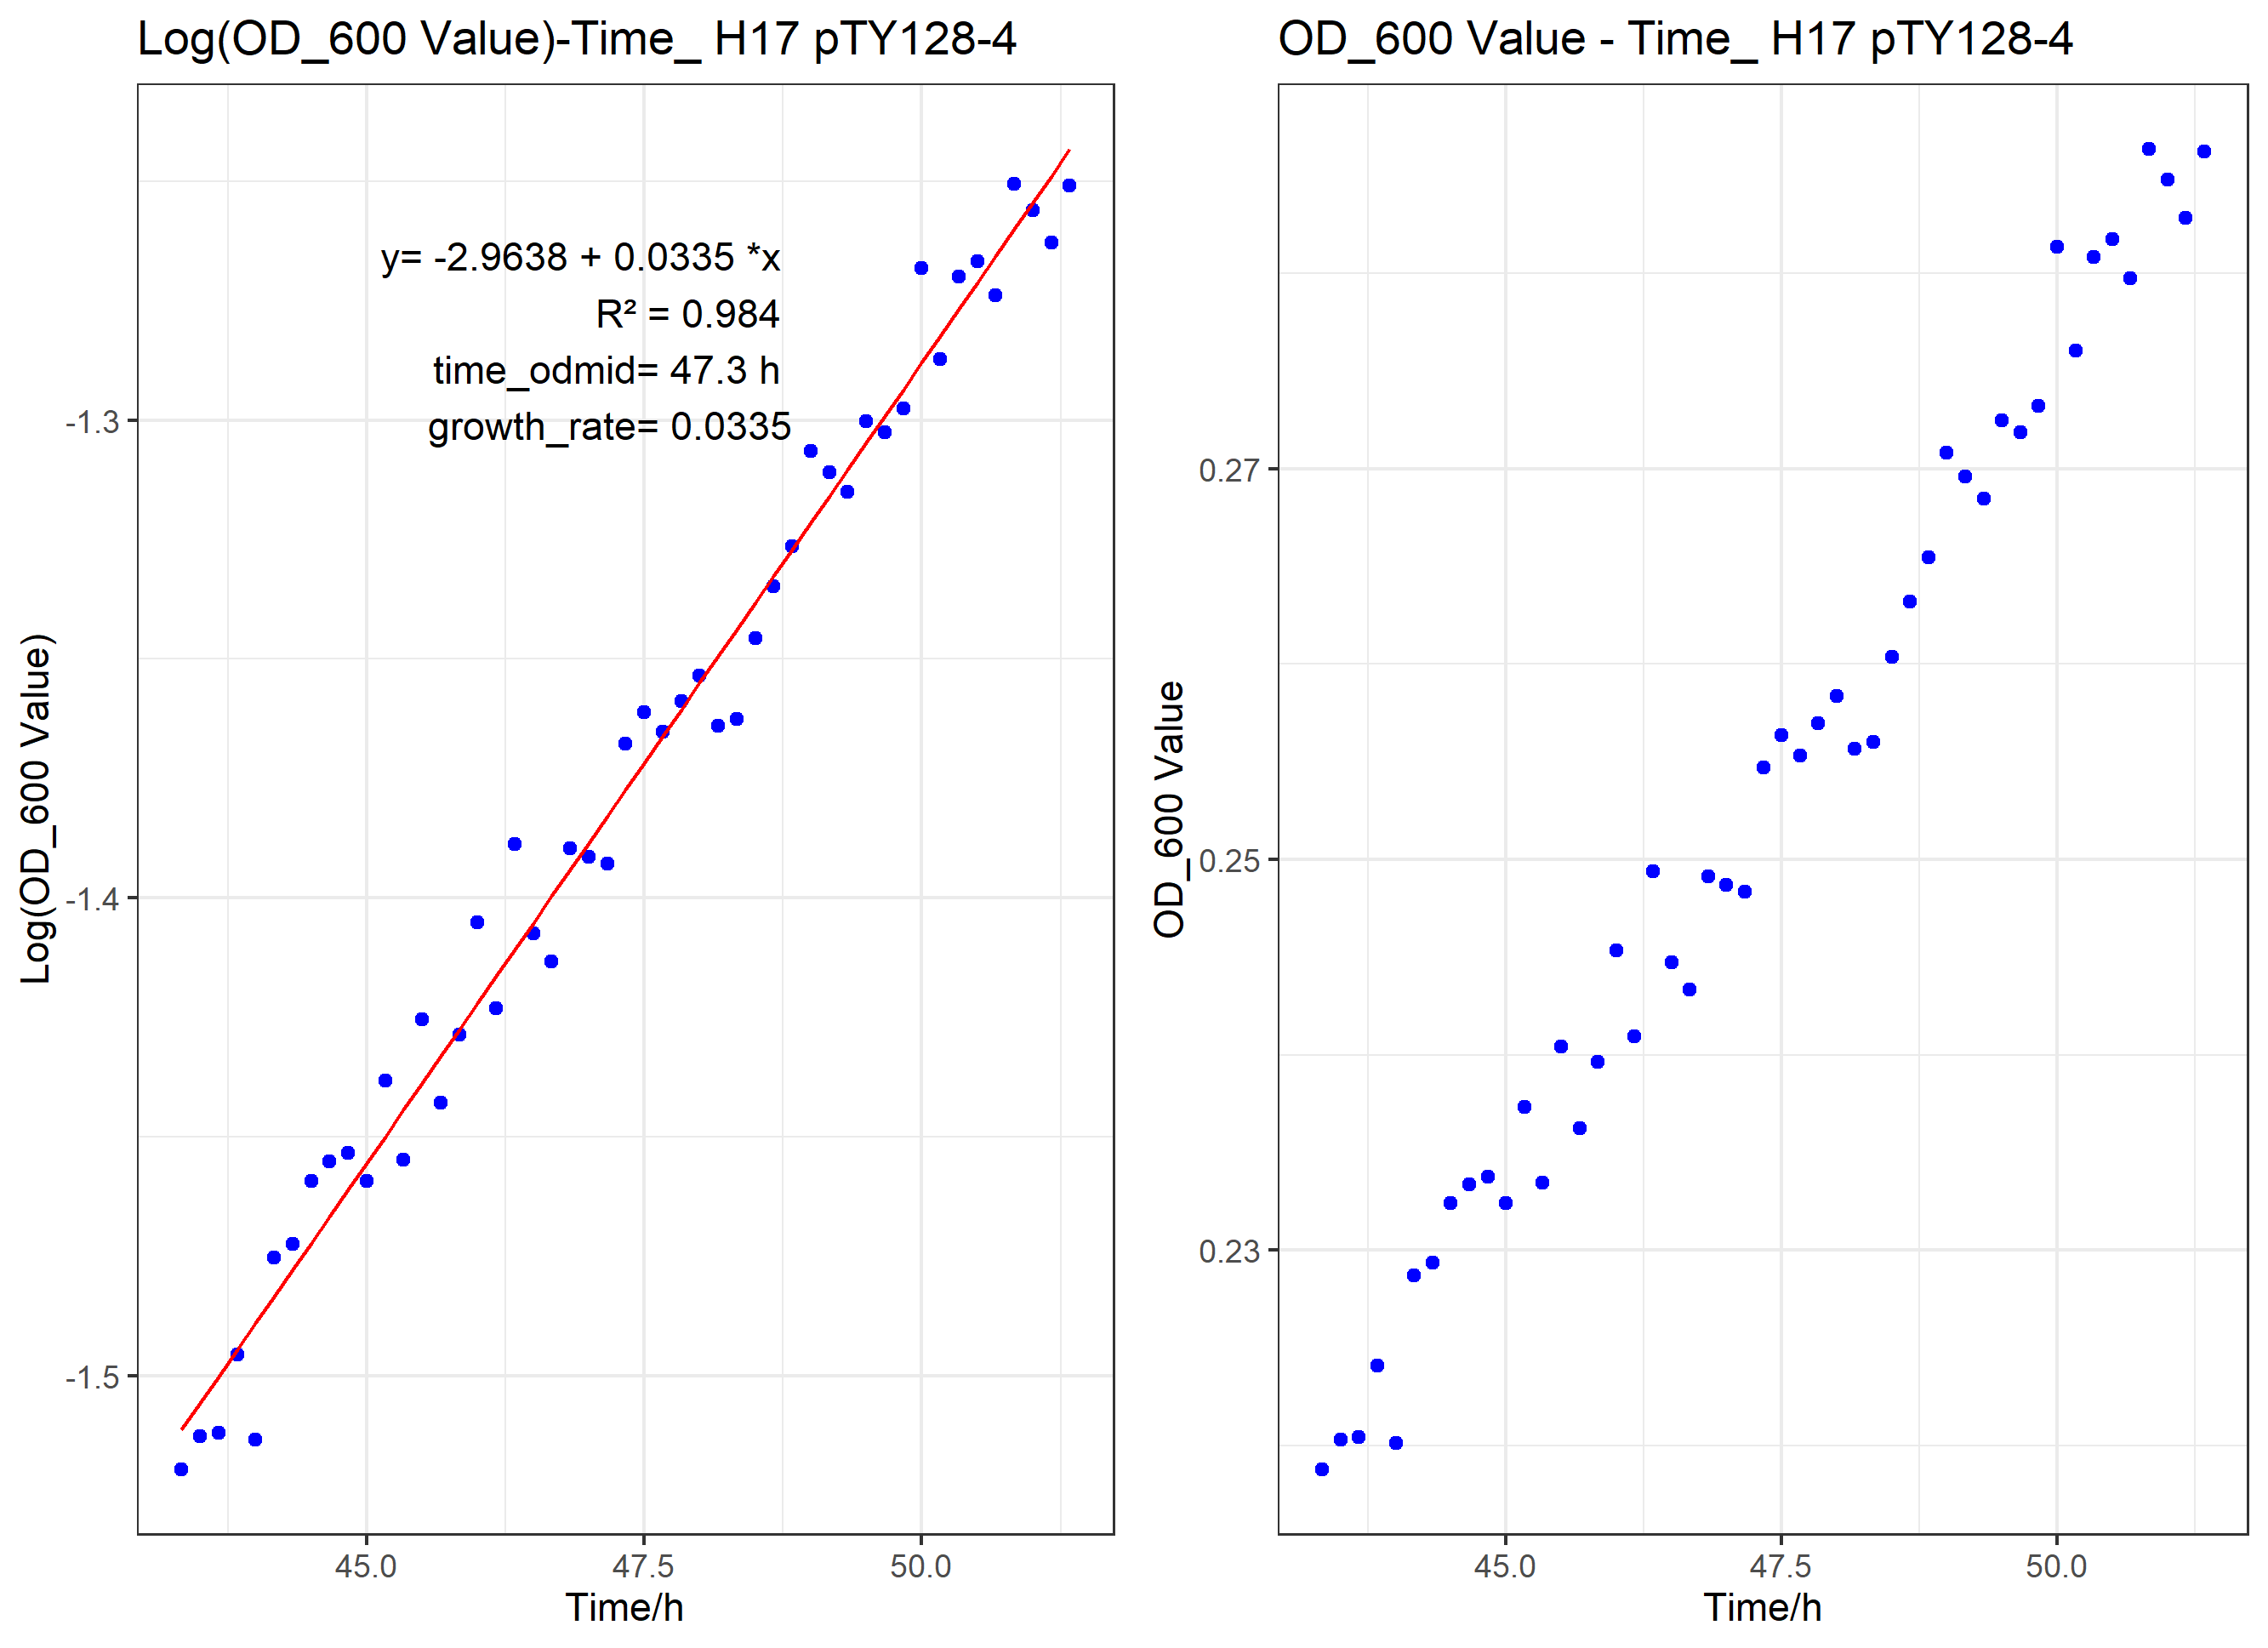 Log(OD_600 Value)-Time_ H17 pTY128-4
y= -2.9638 + 0.0335 *x
R² = 0.984
time_odmid= 47.3 h
growth_rate= 0.0335
Log(OD_600 Value)
-1.3
-1.4
-1.5
45.0 47.5 50.0
Time/h
OD_600 Value - Time_ H17 pTY128-4
OD_600 Value
0.27
0.25
0.23
45.0 47.5 50.0
Time/h